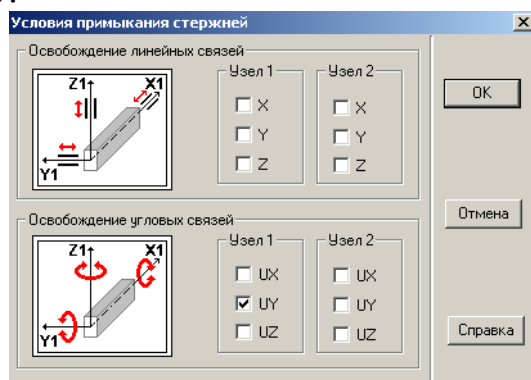 Условия примыкания стержней
Освобождение линейных связей
Z1 X1
Y1
Узел 1
X
Y
Z
Узел 2
X
Y
Z
OK
Отмена
Освобождение угловых связей
Z1 X1
Y1
Узел 1
UX
UY
UZ
Узел 2
UX
UY
UZ
Справка